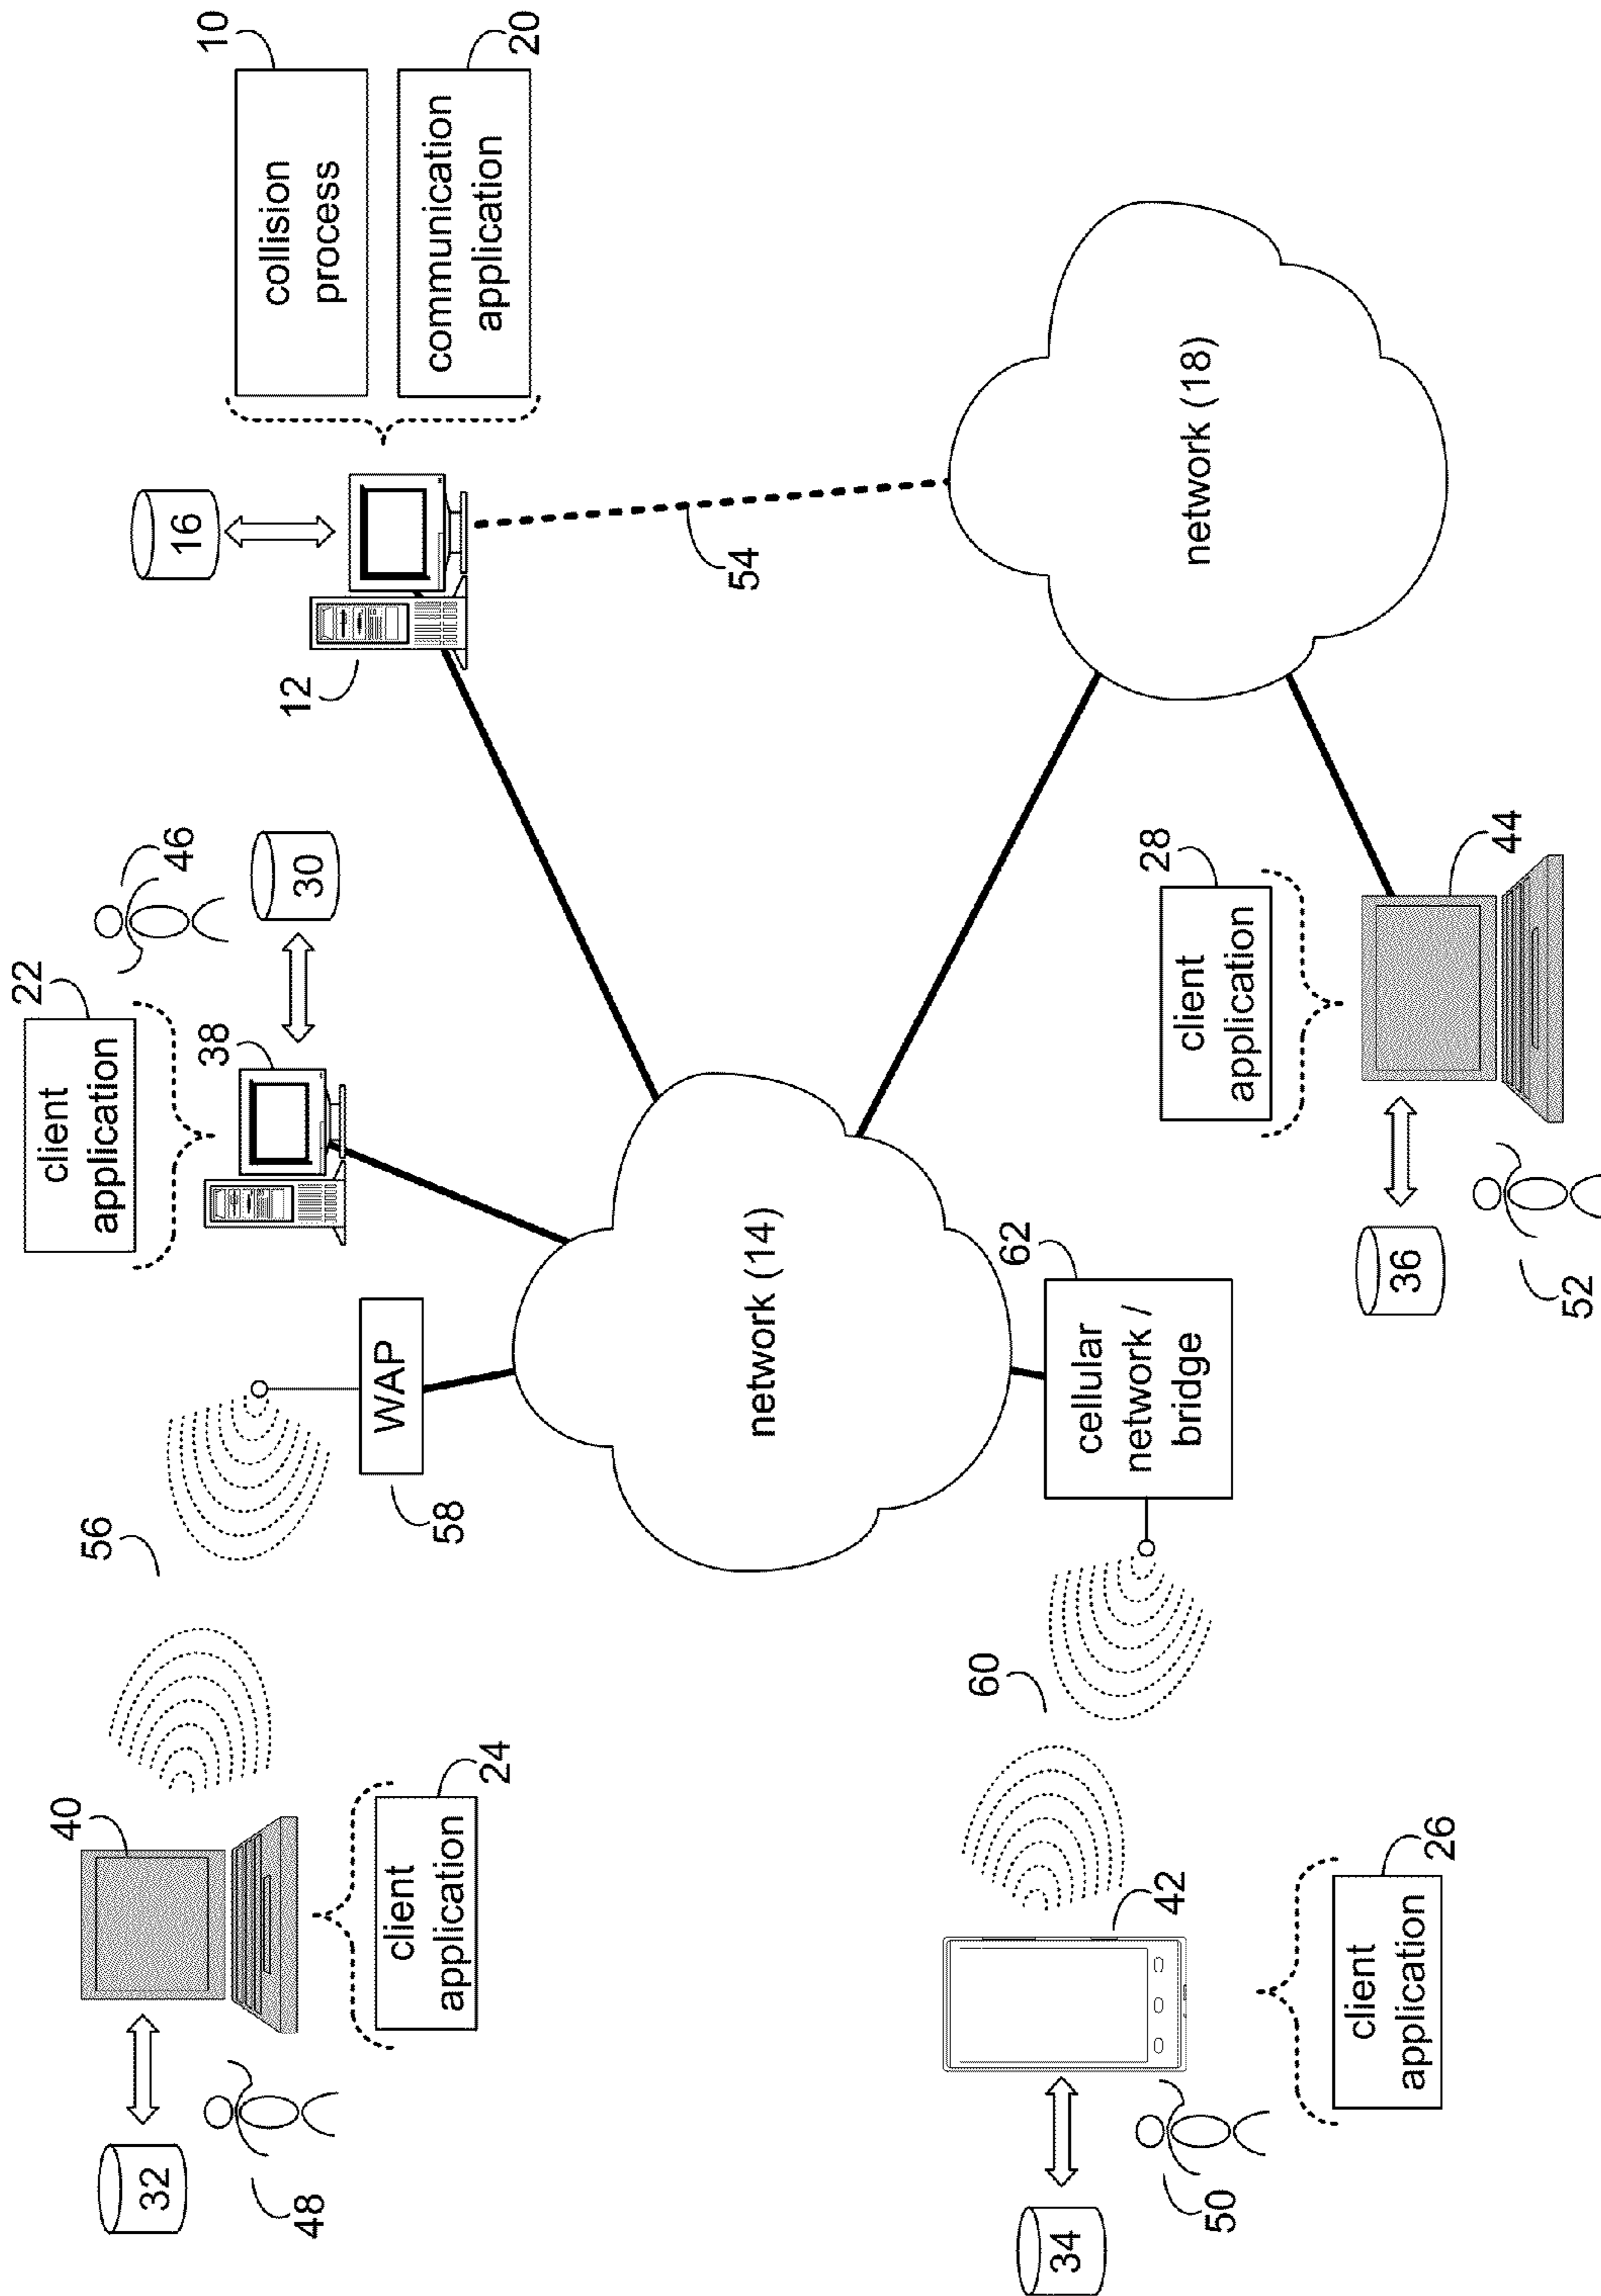 32
48
40
client
application
24
56
WAP
58
client
application
22
38
46
30
16
12
collision
process
10
communication
application
20
54
network (14)
network (18)
34
50
42
client
application
26
60
cellular
network /
bridge
62
client
application
28
36
52
44